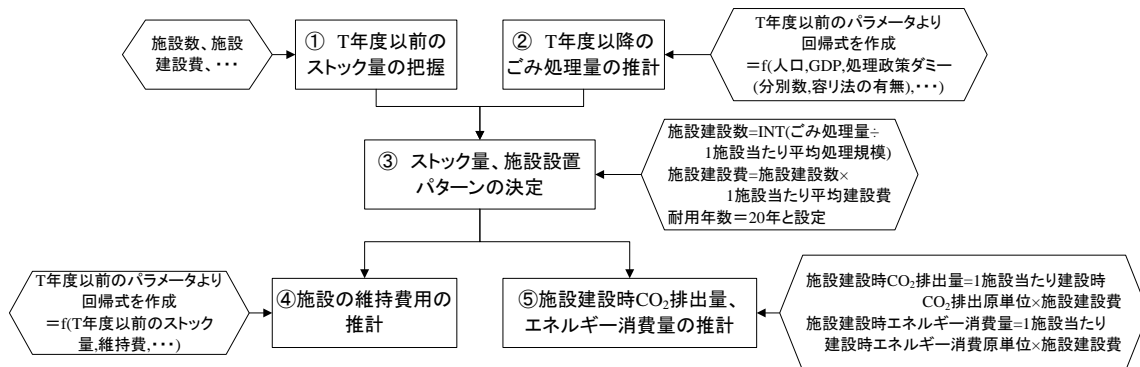 施設数、施設
建設費、･･･
① T年度以前の
ストック量の把握
② T年度以降の
ごみ処理量の推計
T年度以前のパラメータより
回帰式を作成
＝f(人口,GDP,処理政策ダミー
(分別数,容リ法の有無),･･･)
③ ストック量、施設設置
パターンの決定
施設建設数=INT(ごみ処理量÷
1施設当たり平均処理規模)
施設建設費=施設建設数×
1施設当たり平均建設費
耐用年数＝20年と設定
T年度以前のパラメータより
回帰式を作成
＝f(T年度以前のストック
量,維持費,･･･)
④施設の維持費用の
推計
⑤施設建設時CO₂排出量、
エネルギー消費量の推計
施設建設時CO₂排出量=1施設当たり建設時
CO₂排出原単位×施設建設費
施設建設時エネルギー消費量=1施設当たり
建設時エネルギー消費原単位×施設建設費